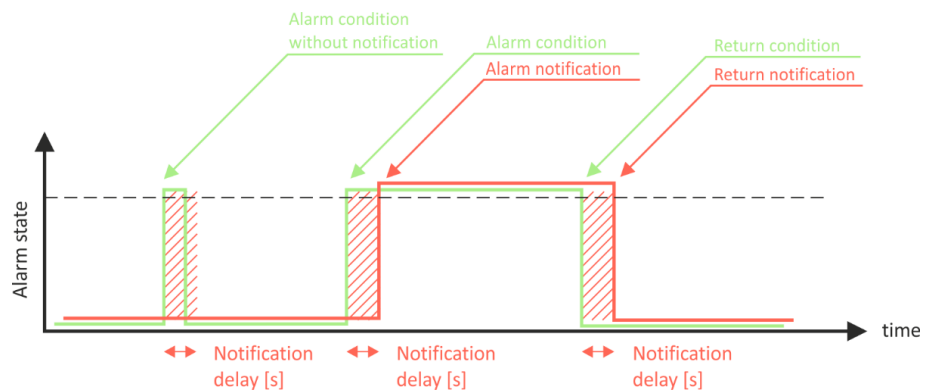 Alarm condition
without notification
Alarm condition
Alarm notification
Return condition
Return notification
Alarm state
time
Notification
delay [s]
Notification
delay [s]
Notification
delay [s]